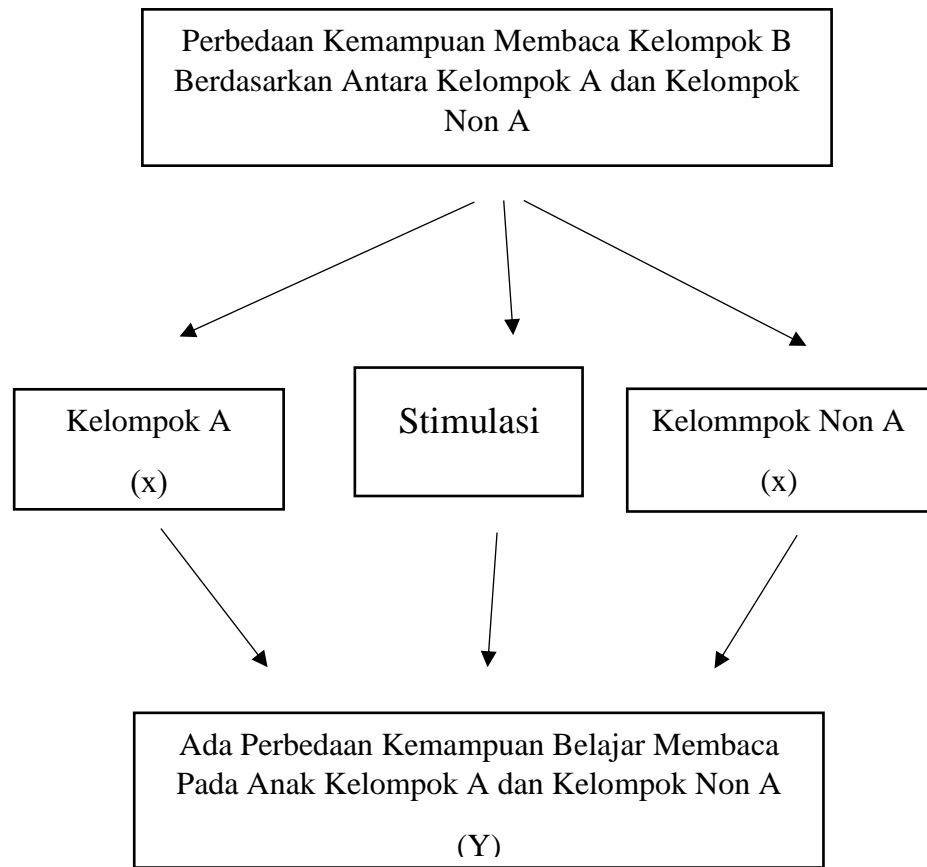 Perbedaan Kemampuan Membaca Kelompok B
Berdasarkan Antara Kelompok A dan Kelompok
Non A
Kelompok A
(x)
Stimulasi
Kelommpok Non A
(x)
Ada Perbedaan Kemampuan Belajar Membaca
Pada Anak Kelompok A dan Kelompok Non A
(Y)